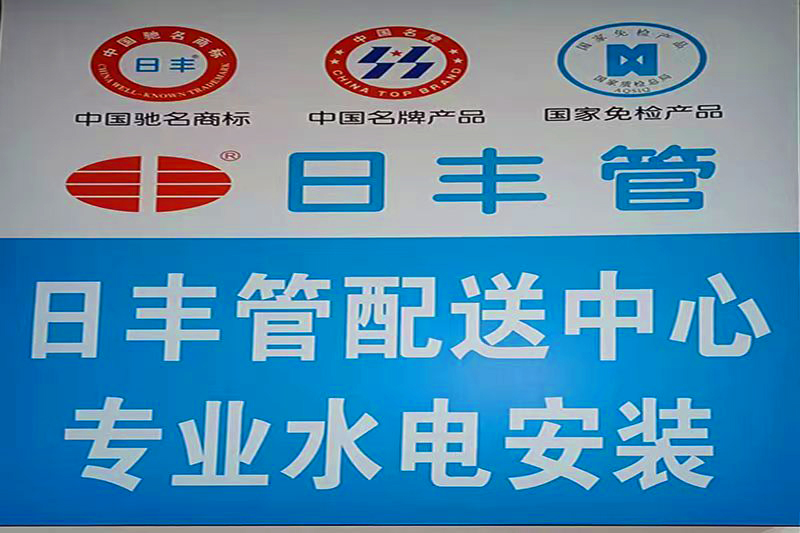 中国驰名商标
日丰®
CHINA WELL-KNOWN TRADEMARK
中国名牌
CHINA TOP BRAND
国家免检产品
国家质检总局
AQSIQ
中国驰名商标 中国名牌产品 国家免检产品
® 日丰管
日丰管配送中心
专业水电安装